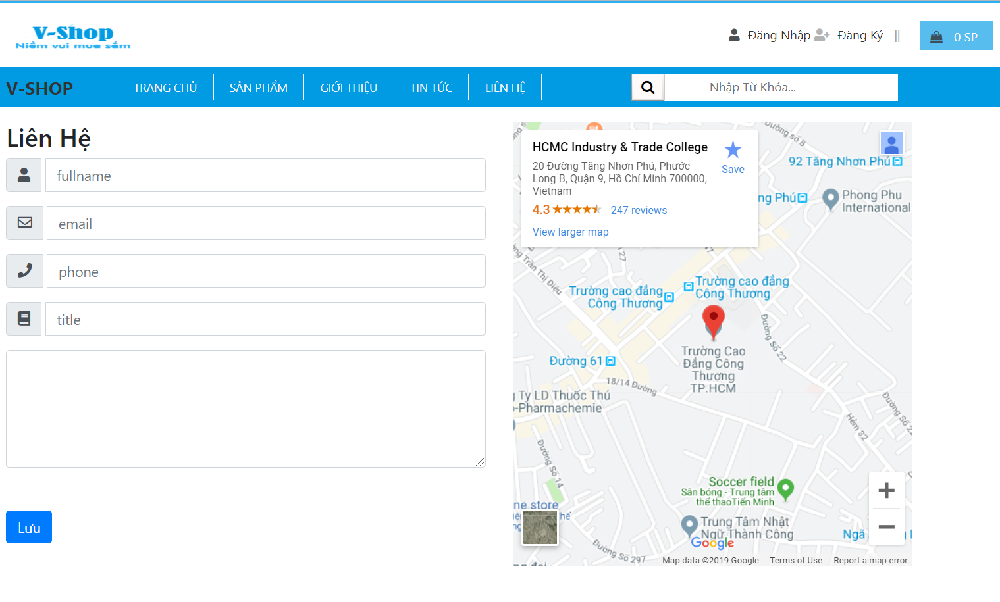 V-Shop
Niềm vui mua sắm
Đăng Nhập
Đăng Ký ||
0 SP
V-SHOP
TRANG CHỦ
SẢN PHẨM
GIỚI THIỆU
TIN TỨC
LIÊN HỆ
Nhập Từ Khóa...
Liên Hệ
fullname
email
phone
title
Lưu
HCMC Industry & Trade College
20 Đường Tăng Nhơn Phú, Phước
Long B, Quận 9, Hồ Chí Minh 700000,
Vietnam
4.3
247 reviews
View larger map
Save
Đường số 8
92 Tăng Nhơn Phú
ng Phú
Phong Phu
International
ng Trần Thị Điệu
27
47
Trường cao đẳng
Công Thương
Trường cao đẳng
Công Thương
Đường Số 22
Trường Cao
Đẳng Công
Thương
TP.HCM
Đường 61
18/14 Đường
g Ty LD Thuốc Thú
o-Pharmachemie
Đường Số 22
Hẻm 32
Đường Số 14
Soccer field
Sân bóng - Trung tâm
thể thaoTiến Minh
ne store
Thế
Trung Tâm Nhật
Ngữ Thành Công
Ngã
Google
Đường Số 297
Map data ©2019 Google
Terms of Use
Report a map error